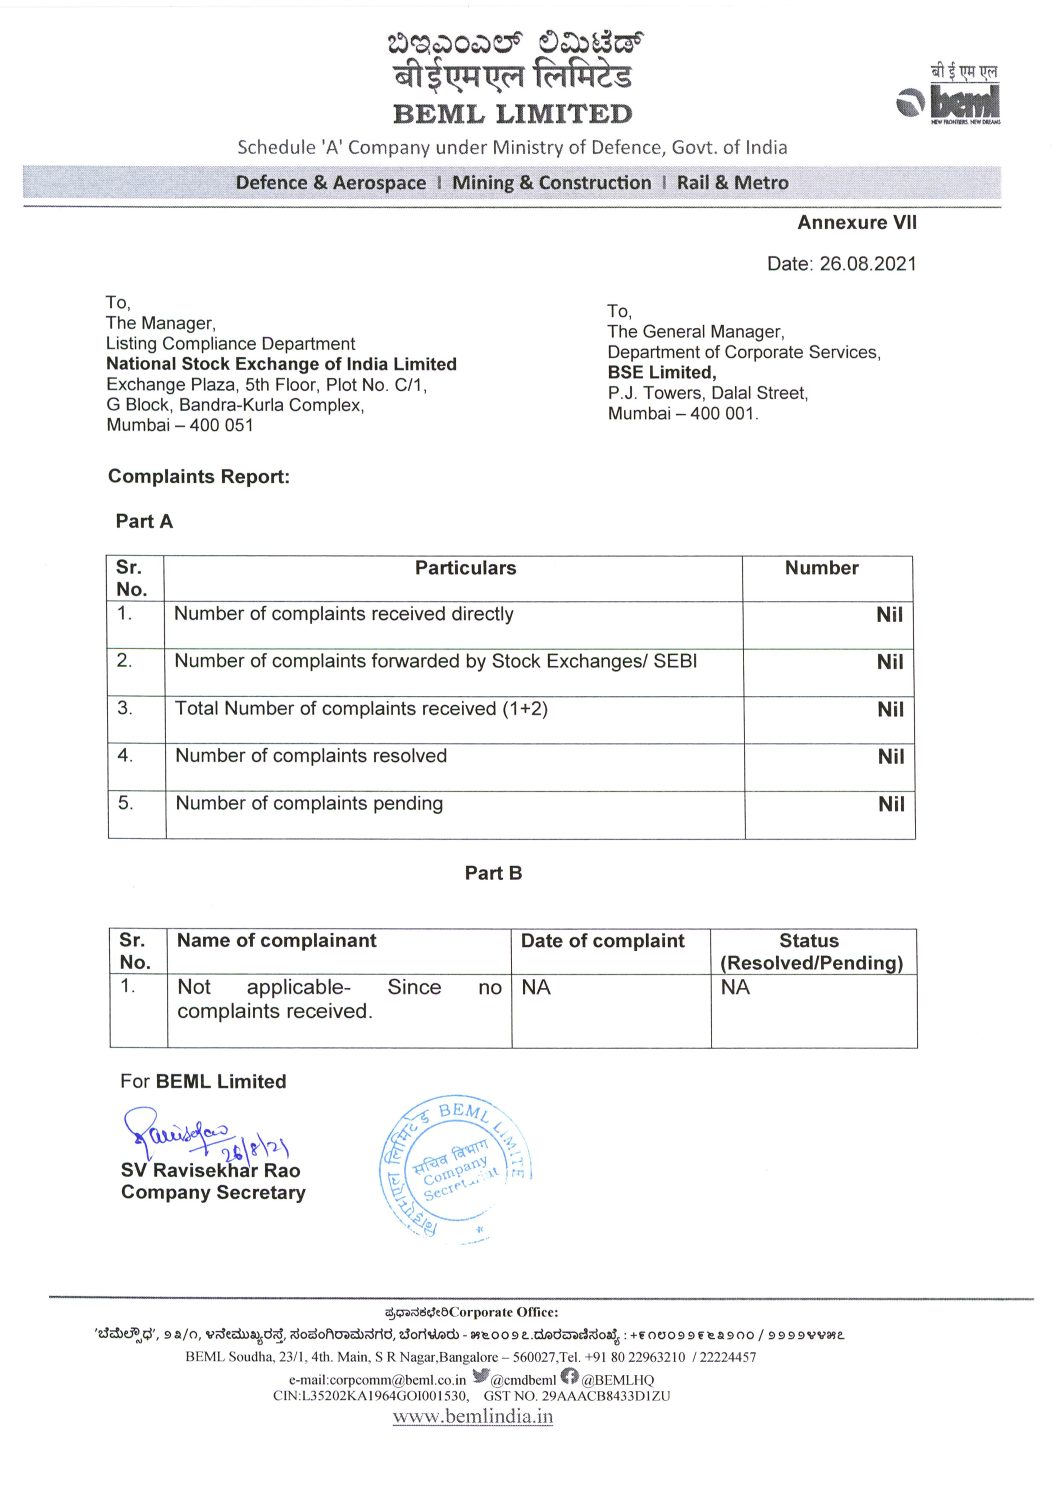 ಬಿಇಎಂಎಲ್ ಲಿಮಿಟೆಡ್
बीईएमएल लिमिटेड
BEML LIMITED
बी ई एम एल
beml
NEW FRONTIERS. NEW DREAMS
Schedule 'A' Company under Ministry of Defence, Govt. of India
Defence & Aerospace I Mining & Construction I Rail & Metro
Annexure VII
Date: 26.08.2021
To,
The Manager,
Listing Compliance Department
National Stock Exchange of India Limited
Exchange Plaza, 5th Floor, Plot No. C/1,
G Block, Bandra-Kurla Complex,
Mumbai – 400 051
To,
The General Manager,
Department of Corporate Services,
BSE Limited,
P.J. Towers, Dalal Street,
Mumbai – 400 001.
Complaints Report:
Part A
Sr. No. Particulars Number
1. Number of complaints received directly Nil
2. Number of complaints forwarded by Stock Exchanges/ SEBI Nil
3. Total Number of complaints received (1+2) Nil
4. Number of complaints resolved Nil
5. Number of complaints pending Nil
Part B
Sr. No. Name of complainant Date of complaint Status (Resolved/Pending)
1. Not applicable- Since no NA NA
complaints received.
For BEML Limited
26/8/21
SV Ravisekhar Rao
Company Secretary
बीईएमएल लिमिटेड BEML LIMITE
सचिव विभाग
Company
ಪ್ರಧಾನಕಛೇರಿCorporate Office:
'ಬೆಮೆಲ್ಸೌಧ', ೨೩/೧, ೪ನೇಮುಖ್ಯರಸ್ತೆ, ಸಂಪಂಗಿರಾಮನಗರ, ಬೆಂಗಳೂರು - ೫೬೦೦೨೭.ದೂರವಾಣಿಸಂಖ್ಯೆ : +೯೧೮೦೨೨೯೬೩೨೧೦ / ೨೨೨೨೪೪೫೭
BEML Soudha, 23/1, 4th. Main, S R Nagar,Bangalore – 560027,Tel. +91 80 22963210 / 22224457
e-mail:corpcomm@beml.co.in @cmdbeml @BEMLHQ
CIN:L35202KA1964GOI001530, GST NO. 29AAACB8433D1ZU
www.bemlindia.in